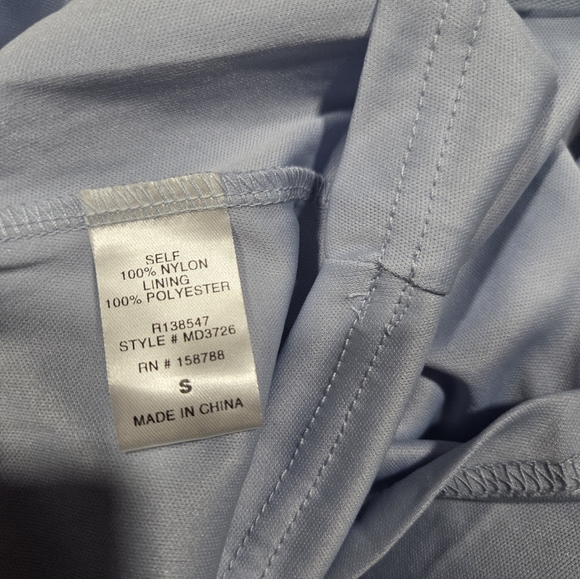 SELF
100% NYLON
LINING
100% POLYESTER
R138547
STYLE # MD3726
RN # 158788
S
MADE IN CHINA